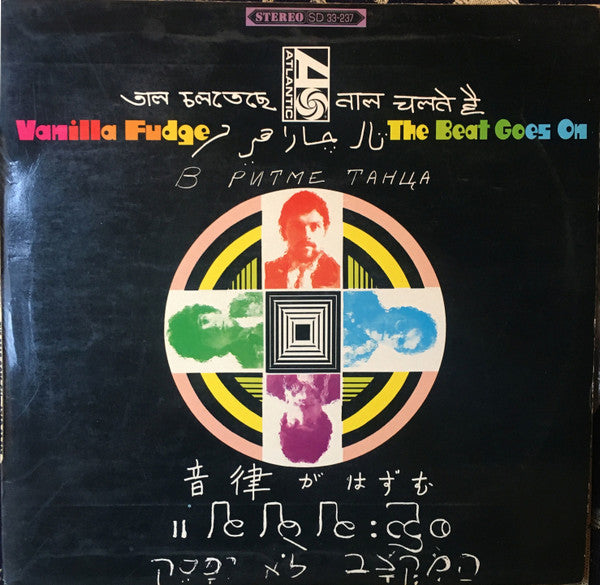 STEREO SD 33-237
ATLANTIC
তাল চলতেছে ताल चलते है
Vanilla Fudge The Beat Goes On
В РИТМЕ ТАНЦА
音律がはずむ
הַמִקְצָב לֹא יִפָסֵק